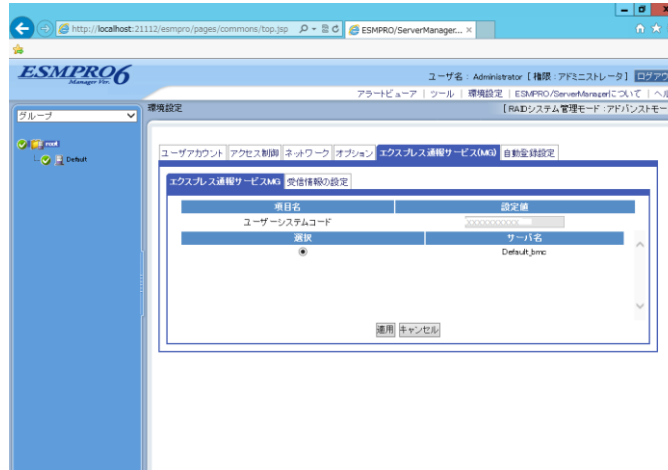 http://localhost:21112/esmpro/pages/commons/top.jsp
ESMPRO/ServerManager... ×
ESMPRO6
Manager Ver.
ユーザ名 : Administrator [ 権限 : アドミニストレータ ] ログアウ
アラートビューア | ツール | 環境設定 | ESMPRO/ServerManagerについて | ヘル
グループ
環境設定
[ RAIDシステム管理モード : アドバンストモー
root
Default
ユーザアカウント アクセス制御 ネットワーク オプション エクスプレス通報サービス(MG) 自動登録設定
エクスプレス通報サービスMG 受信情報の設定
項目名 設定値
ユーザーシステムコード xxxxxxxxxx
選択 サーバ名
Default_bmc
適用 キャンセル